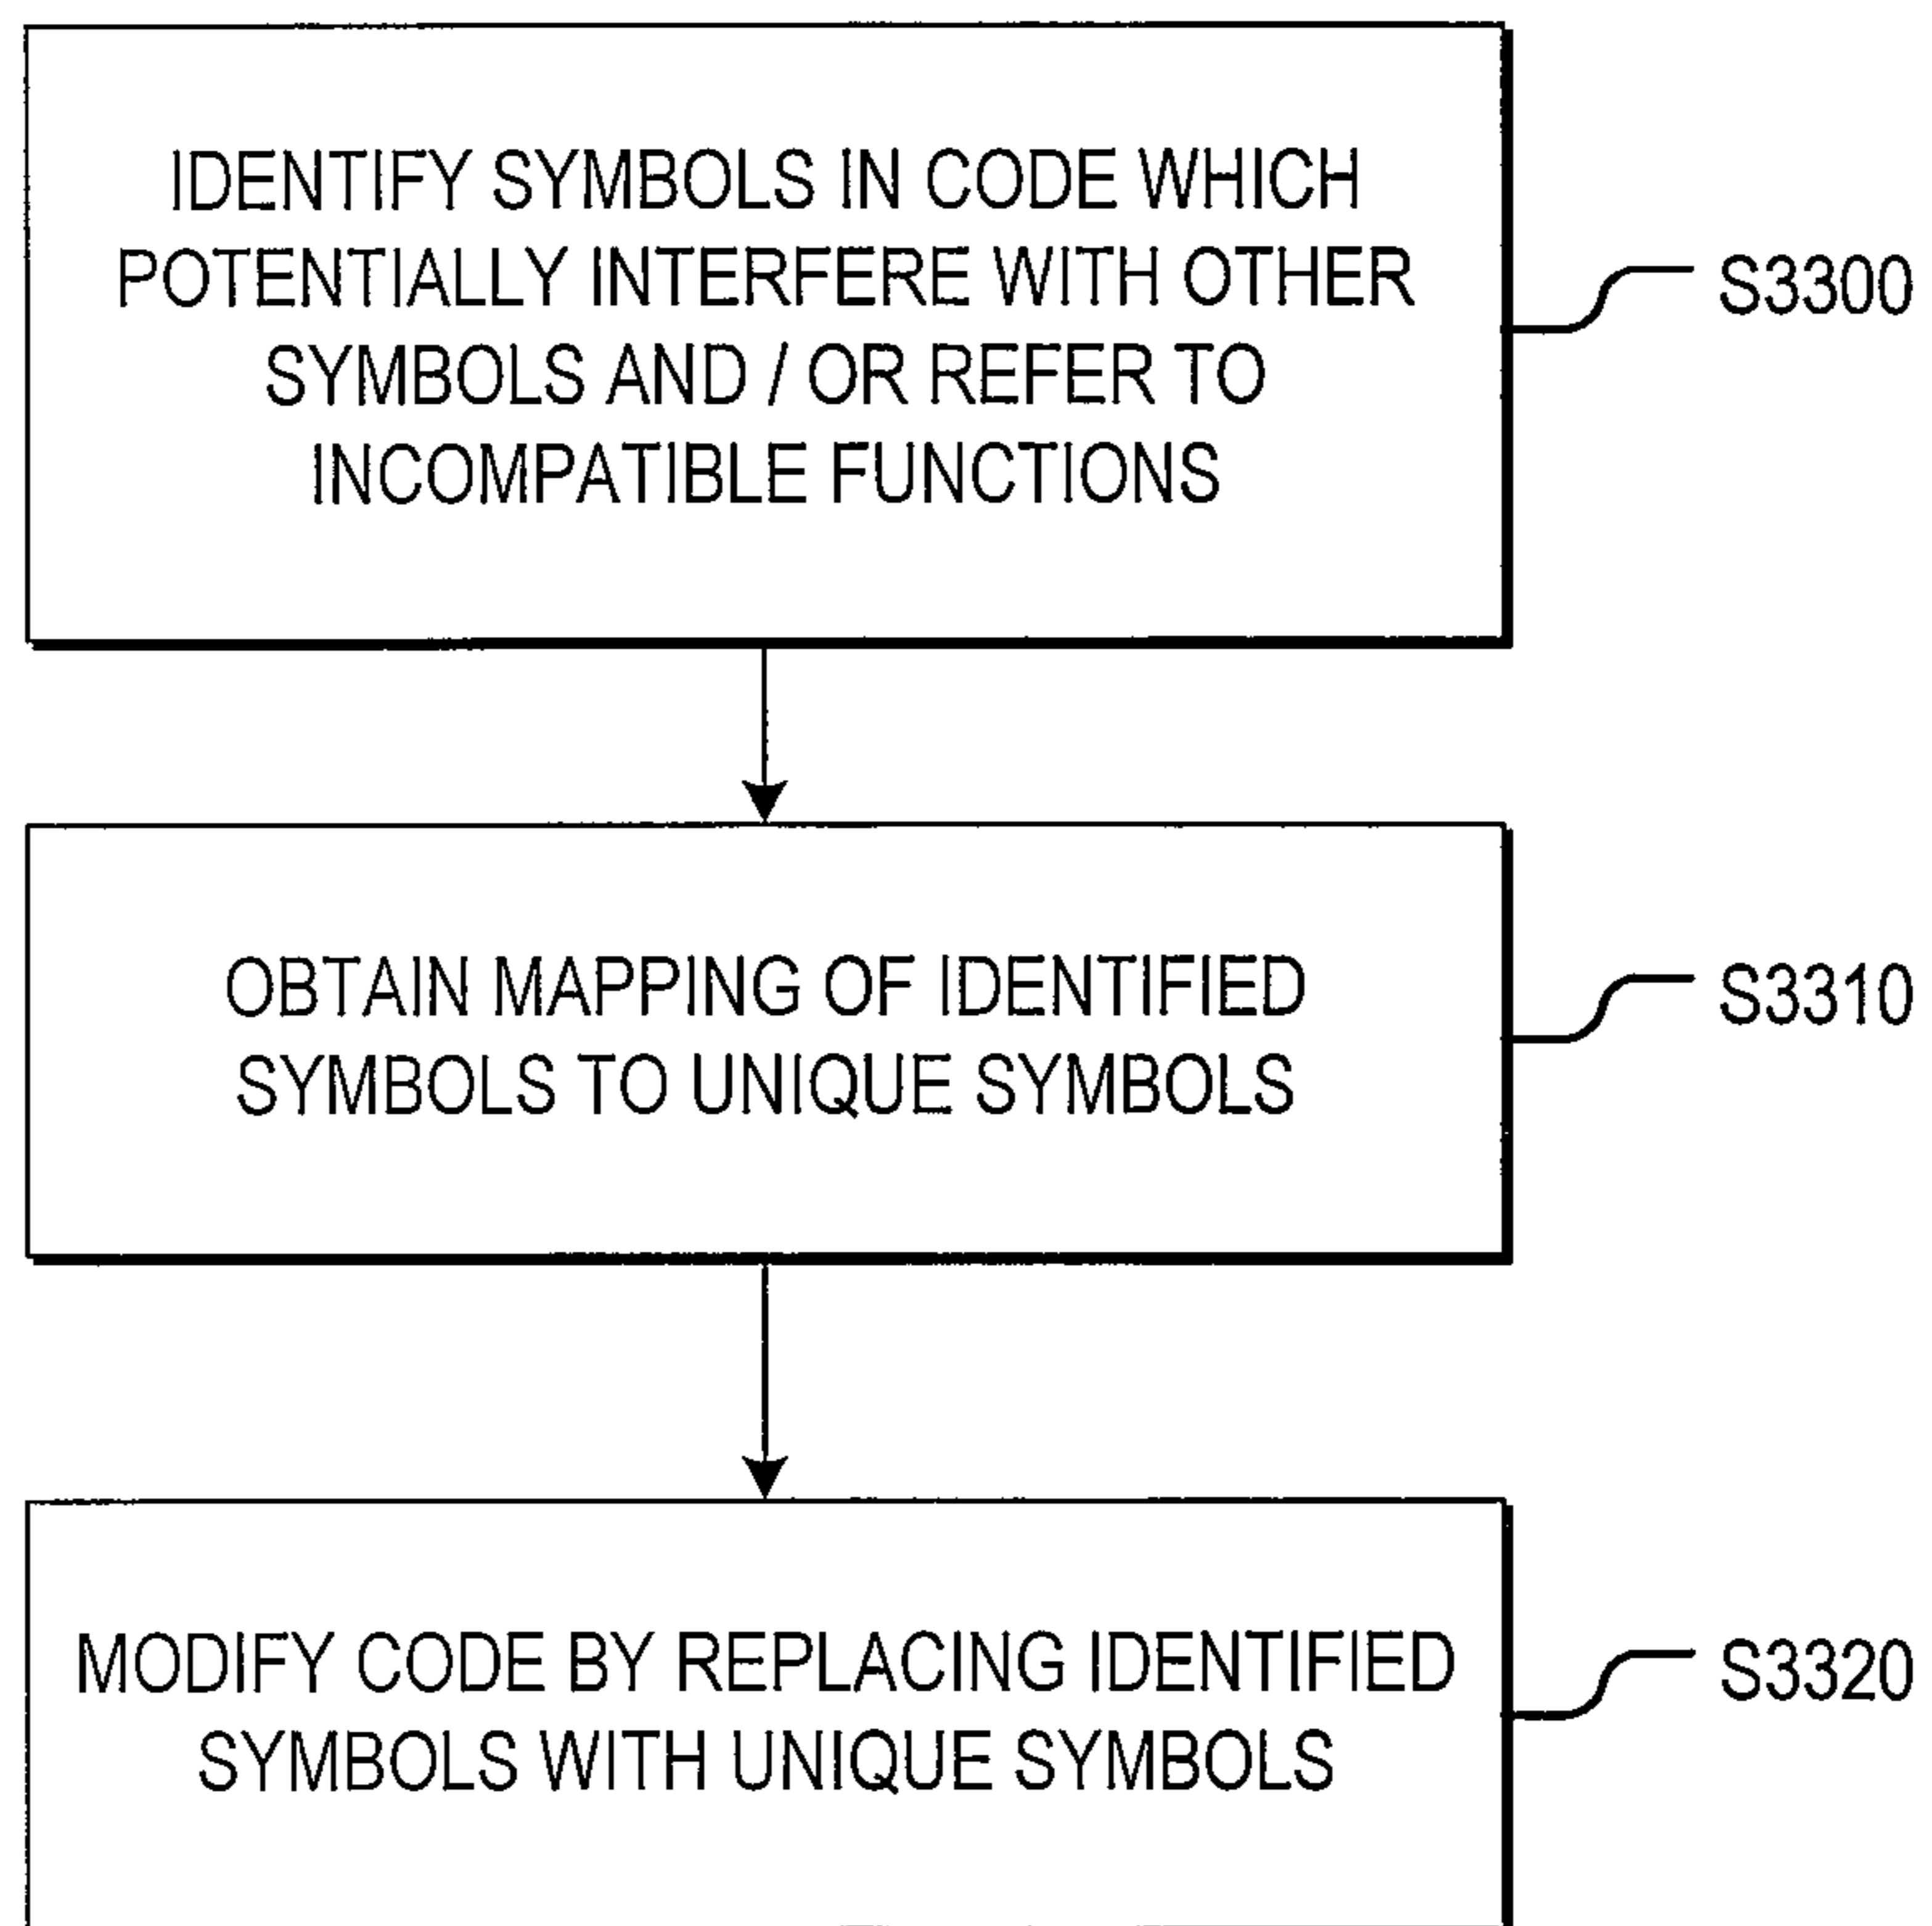 IDENTIFY SYMBOLS IN CODE WHICH
POTENTIALLY INTERFERE WITH OTHER
SYMBOLS AND / OR REFER TO
INCOMPATIBLE FUNCTIONS
S3300
OBTAIN MAPPING OF IDENTIFIED
SYMBOLS TO UNIQUE SYMBOLS
S3310
MODIFY CODE BY REPLACING IDENTIFIED
SYMBOLS WITH UNIQUE SYMBOLS
S3320